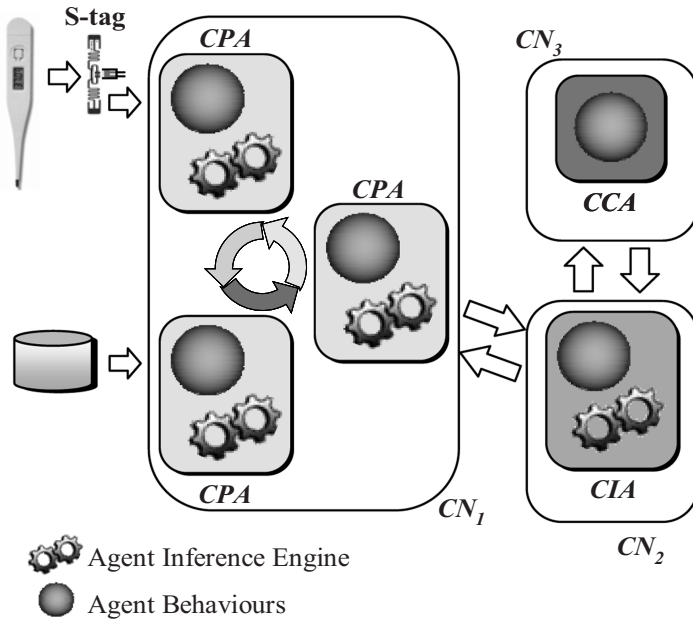 S-tag
CPA
CN3
CPA
CCA
CPA
CN1
CIA
CN2
Agent Inference Engine
Agent Behaviours